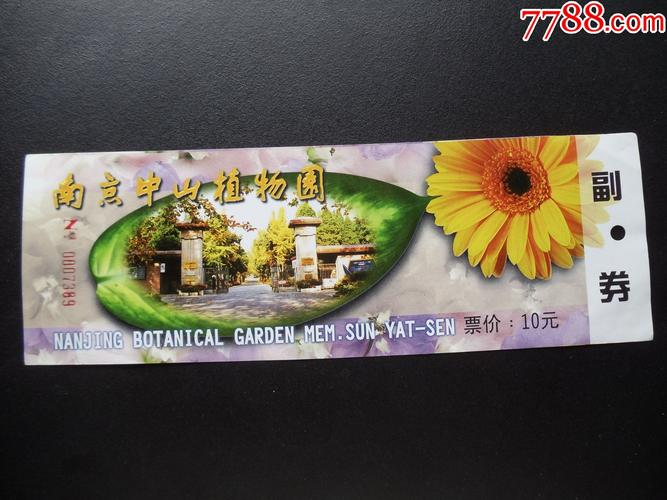 7788.com
南京中山植物园
№ 0007389
NANJING BOTANICAL GARDEN MEM.SUN YAT-SEN
票价：10元
副·券